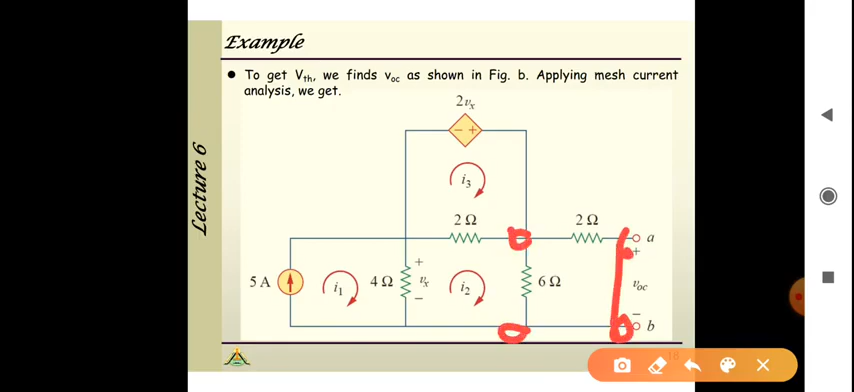 Example
Lecture 6
● To get Vth, we finds voc as shown in Fig. b. Applying mesh current
analysis, we get.
2vx
− +
i3
2 Ω
2 Ω
a
+
5 A
i1
4 Ω
+
vx
−
i2
6 Ω
voc
−
b
18